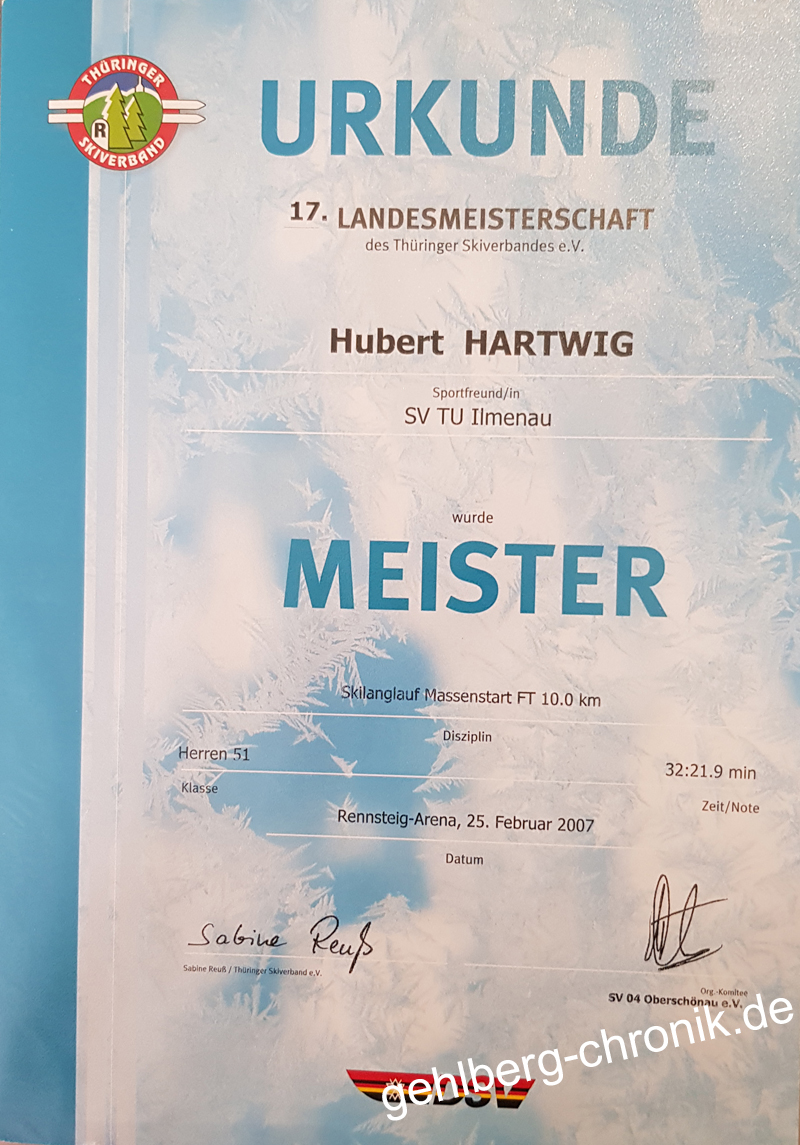 THÜRINGER
R
SKIVERBAND
URKUNDE
17. LANDESMEISTERSCHAFT
des Thüringer Skiverbandes e.V.
Hubert HARTWIG
Sportfreund/in
SV TU Ilmenau
wurde
MEISTER
Skilanglauf Massenstart FT 10.0 km
Disziplin
Herren 51
32:21.9 min
Klasse
Zeit/Note
Rennsteig-Arena, 25. Februar 2007
Datum
Sabine Reuß
Sabine Reuß / Thüringer Skiverband e.V.
Org.-Komitee
SV 04 Oberschönau e.V.
DSV
gehlberg-chronik.de